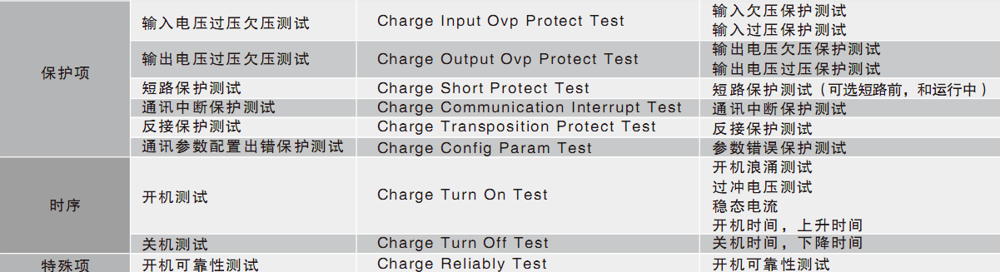 保护项
输入电压过压欠压测试
Charge Input Ovp Protect Test
输入欠压保护测试
输入过压保护测试
输出电压过压欠压测试
Charge Output Ovp Protect Test
输出电压欠压保护测试
输出电压过压保护测试
短路保护测试
Charge Short Protect Test
短路保护测试（可选短路前，和运行中）
通讯中断保护测试
Charge Communication Interrupt Test
通讯中断保护测试
反接保护测试
Charge Transposition Protect Test
反接保护测试
通讯参数配置出错保护测试
Charge Config Param Test
参数错误保护测试
时序
开机测试
Charge Turn On Test
开机浪涌测试
过冲电压测试
稳态电流
开机时间，上升时间
关机测试
Charge Turn Off Test
关机时间，下降时间
特殊项
开机可靠性测试
Charge Reliably Test
开机可靠性测试